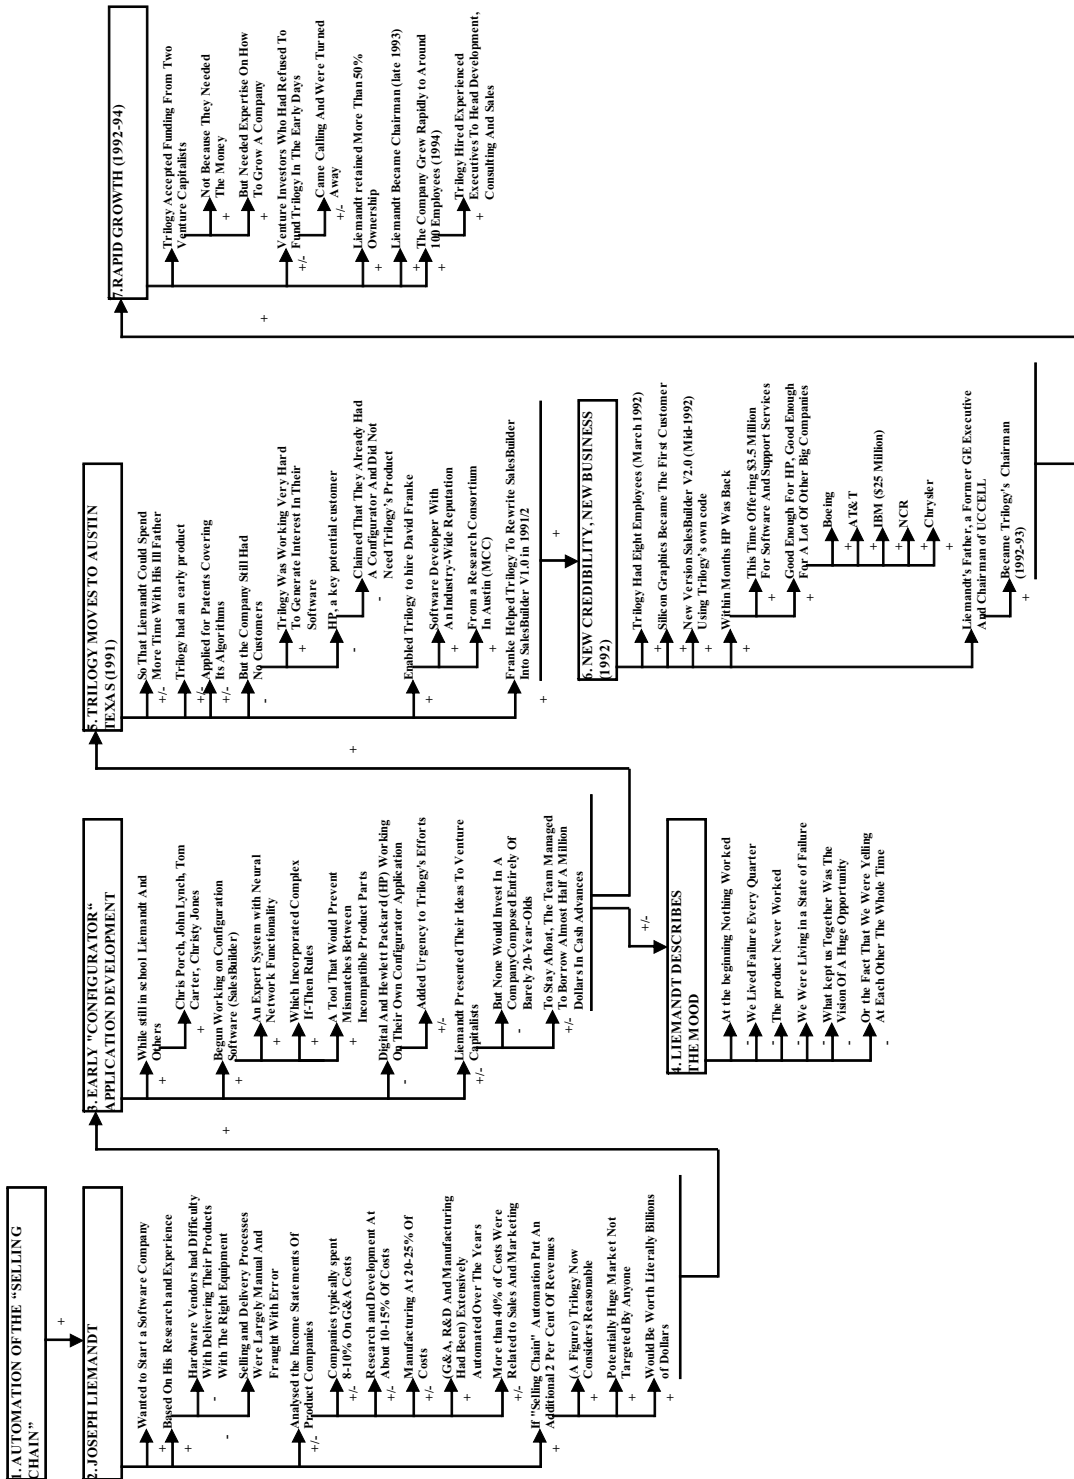 1. AUTOMATION OF THE “SELLING
CHAIN”
+
2. JOSEPH LIEMANDT
Wanted to Start a Software Company
+
Based On His Research and Experience
+
Hardware Vendors had Difficulty
With Delivering Their Products
With The Right Equipment
-
Selling and Delivery Processes
Were Largely Manual And
Fraught With Error
-
Analysed the Income Statements Of
Product Companies
+/-
Companies typically spent
8-10% On G&A Costs
+/-
Research and Development At
About 10-15% Of Costs
+/-
Manufacturing At 20-25% Of
Costs
+/-
(G&A, R&D And Manufacturing
Had Been) Extensively
Automated Over The Years
+
More than 40% of Costs Were
Related to Sales And Marketing
+/-
If "Selling Chain" Automation Put An
Additional 2 Per Cent Of Revenues
+
(A Figure) Trilogy Now
Considers Reasonable
+
Potentially Huge Market Not
Targeted By Anyone
+
Would Be Worth Literally Billions
of Dollars
+
+
3. EARLY "CONFIGURATOR“
APPLICATION DEVELOPMENT
While still in school Liemandt And
Others
+
Chris Porch, John Lynch, Tom
Carter, Christy Jones
+
Begun Working on Configuration
Software (SalesBuilder)
+
An Expert System with Neural
Network Functionality
+
Which Incorporated Complex
If-Then Rules
+
A Tool That Would Prevent
Mismatches Between
Incompatible Product Parts
+
Digital And Hewlett Packard (HP) Working
On Their Own Configurator Application
-
Added Urgency to Trilogy's Efforts
+/-
Liemandt Presented Their Ideas To Venture
Capitalists
+/-
But None Would Invest In A
CompanyComposed Entirely Of
Barely 20-Year-Olds
-
To Stay Afloat, The Team Managed
To Borrow Almost Half A Million
Dollars In Cash Advances
+/-
+/-
4. LIEMANDT DESCRIBES
THE MOOD
At the beginning Nothing Worked
-
We Lived Failure Every Quarter
-
The product Never Worked
-
We Were Living in a State of Failure
-
What kept us Together Was The
Vision Of A Huge Opportunity
-
Or the Fact That We Were Yelling
At Each Other The Whole Time
-
+
5. TRILOGY MOVES TO AUSTIN
TEXAS (1991)
So That Liemandt Could Spend
More Time With His Ill Father
+/-
Trilogy had an early product
+/-
Applied for Patents Covering
Its Algorithms
+/-
But the Company Still Had
No Customers
-
Trilogy Was Working Very Hard
To Generate Interest In Their
Software
+
HP, a key potential customer
-
Claimed That They Already Had
A Configurator And Did Not
Need Trilogy's Product
-
Enabled Trilogy to hire David Franke
+
Software Developer With
An Industry-Wide Reputation
+
From a Research Consortium
In Austin (MCC)
+
Franke Helped Trilogy To Rewrite SalesBuilder
Into SalesBuilder V1.0 in 1991/2
+
+
6. NEW CREDIBILITY, NEW BUSINESS
(1992)
Trilogy Had Eight Employees (March 1992)
+
Silicon Graphics Became The First Customer
+
New Version SalesBuilder V2.0 (Mid-1992)
Using Trilogy's own code
+
Within Months HP Was Back
+
This Time Offering $3.5 Million
For Software And Support Services
+
Good Enough For HP, Good Enough
For A Lot Of Other Big Companies
+
Boeing
+
AT&T
+
IBM ($25 Million)
+
NCR
+
Chrysler
+
Liemandt's Father, a Former GE Executive
And Chairman of UCCELL
+
Became Trilogy's Chairman
(1992-93)
+
+
7. RAPID GROWTH (1992-94)
Trilogy Accepted Funding From Two
Venture Capitalists
+
Not Because They Needed
The Money
+
But Needed Expertise On How
To Grow A Company
+
Venture Investors Who Had Refused To
Fund Trilogy In The Early Days
+/-
Came Calling And Were Turned
Away
+/-
Liemandt retained More Than 50%
Ownership
+
Liemandt Became Chairman (late 1993)
+
The Company Grew Rapidly to Around
100 Employees (1994)
+
Trilogy Hired Experienced
Executives To Head Development,
Consulting And Sales
+